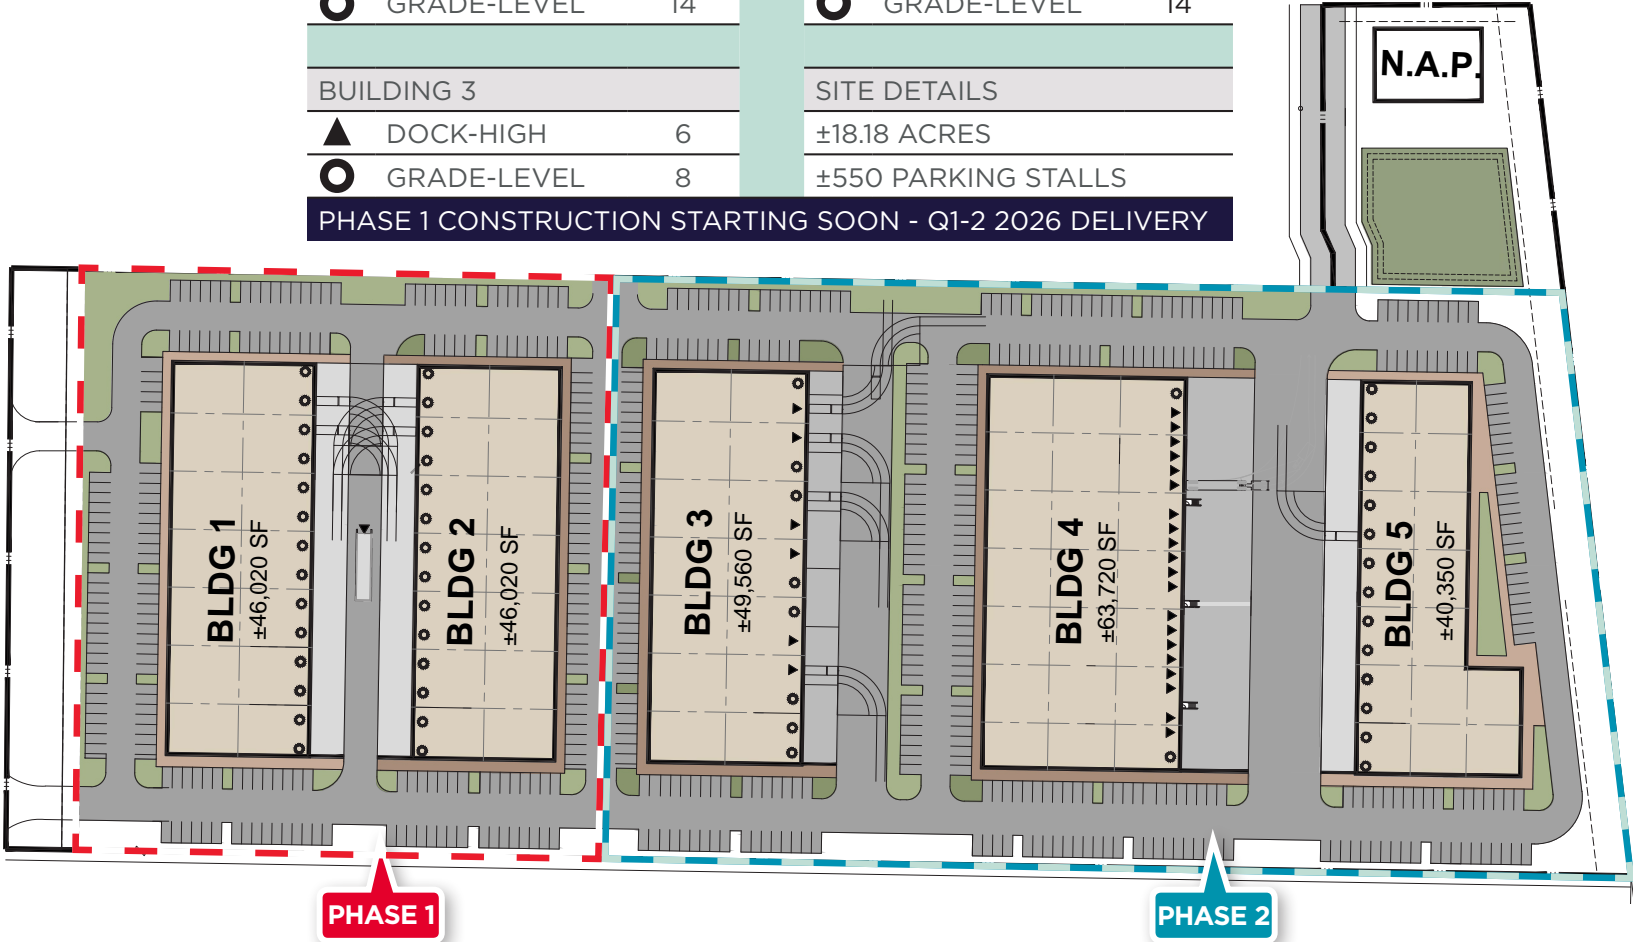 GRADE-LEVEL 14
GRADE-LEVEL 14
BUILDING 3
DOCK-HIGH 6
GRADE-LEVEL 8
SITE DETAILS
±18.18 ACRES
±550 PARKING STALLS
PHASE 1 CONSTRUCTION STARTING SOON - Q1-2 2026 DELIVERY
N.A.P.
BLDG 1
±46,020 SF
BLDG 2
±46,020 SF
BLDG 3
±49,560 SF
BLDG 4
±63,720 SF
BLDG 5
±40,350 SF
PHASE 1
PHASE 2